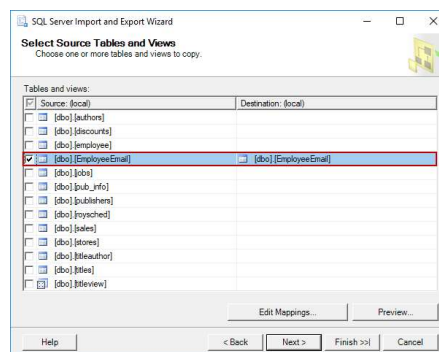 SQL Server Import and Export Wizard
Select Source Tables and Views
Choose one or more tables and views to copy.
Tables and views:
Source: (local) Destination: (local)
[dbo].[authors]
[dbo].[discounts]
[dbo].[employee]
[dbo].[EmployeeEmail] [dbo].[EmployeeEmail]
[dbo].[jobs]
[dbo].[pub_info]
[dbo].[publishers]
[dbo].[roysched]
[dbo].[sales]
[dbo].[stores]
[dbo].[titleauthor]
[dbo].[titles]
[dbo].[titleview]
Edit Mappings... Preview...
Help < Back Next > Finish >>| Cancel